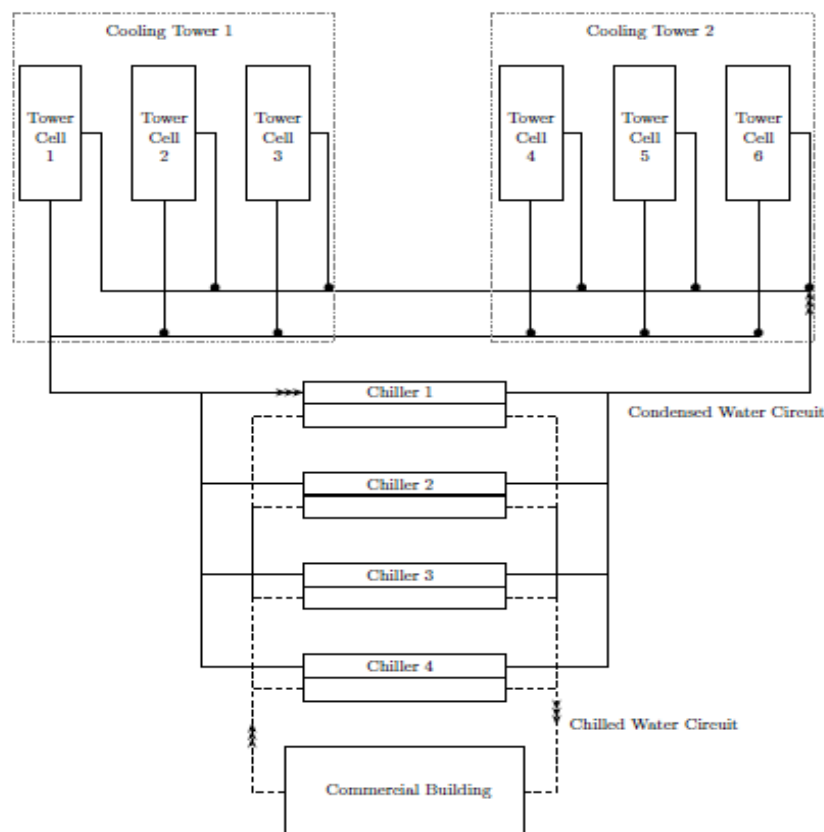 Cooling Tower 1
Cooling Tower 2
Tower
Cell
1
Tower
Cell
2
Tower
Cell
3
Tower
Cell
4
Tower
Cell
5
Tower
Cell
6
Chiller 1
Condensed Water Circuit
Chiller 2
Chiller 3
Chiller 4
Chilled Water Circuit
Commercial Building